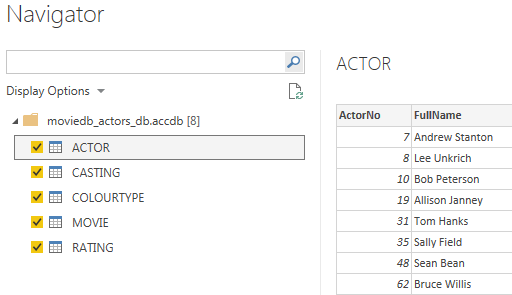 Navigator
Display Options
moviedb_actors_db.accdb [8]
ACTOR
CASTING
COLOURTYPE
MOVIE
RATING
ACTOR
ActorNo FullName
7 Andrew Stanton
8 Lee Unkrich
10 Bob Peterson
19 Allison Janney
31 Tom Hanks
35 Sally Field
48 Sean Bean
62 Bruce Willis